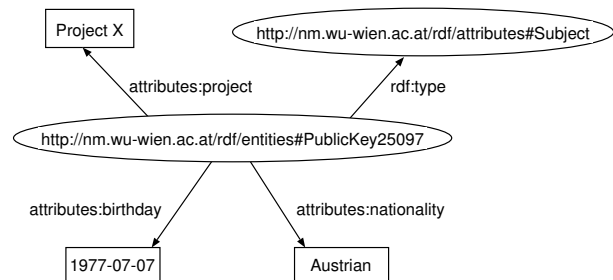 Project X
http://nm.wu-wien.ac.at/rdf/attributes#Subject
attributes:project
rdf:type
http://nm.wu-wien.ac.at/rdf/entities#PublicKey25097
attributes:birthday
attributes:nationality
1977-07-07
Austrian